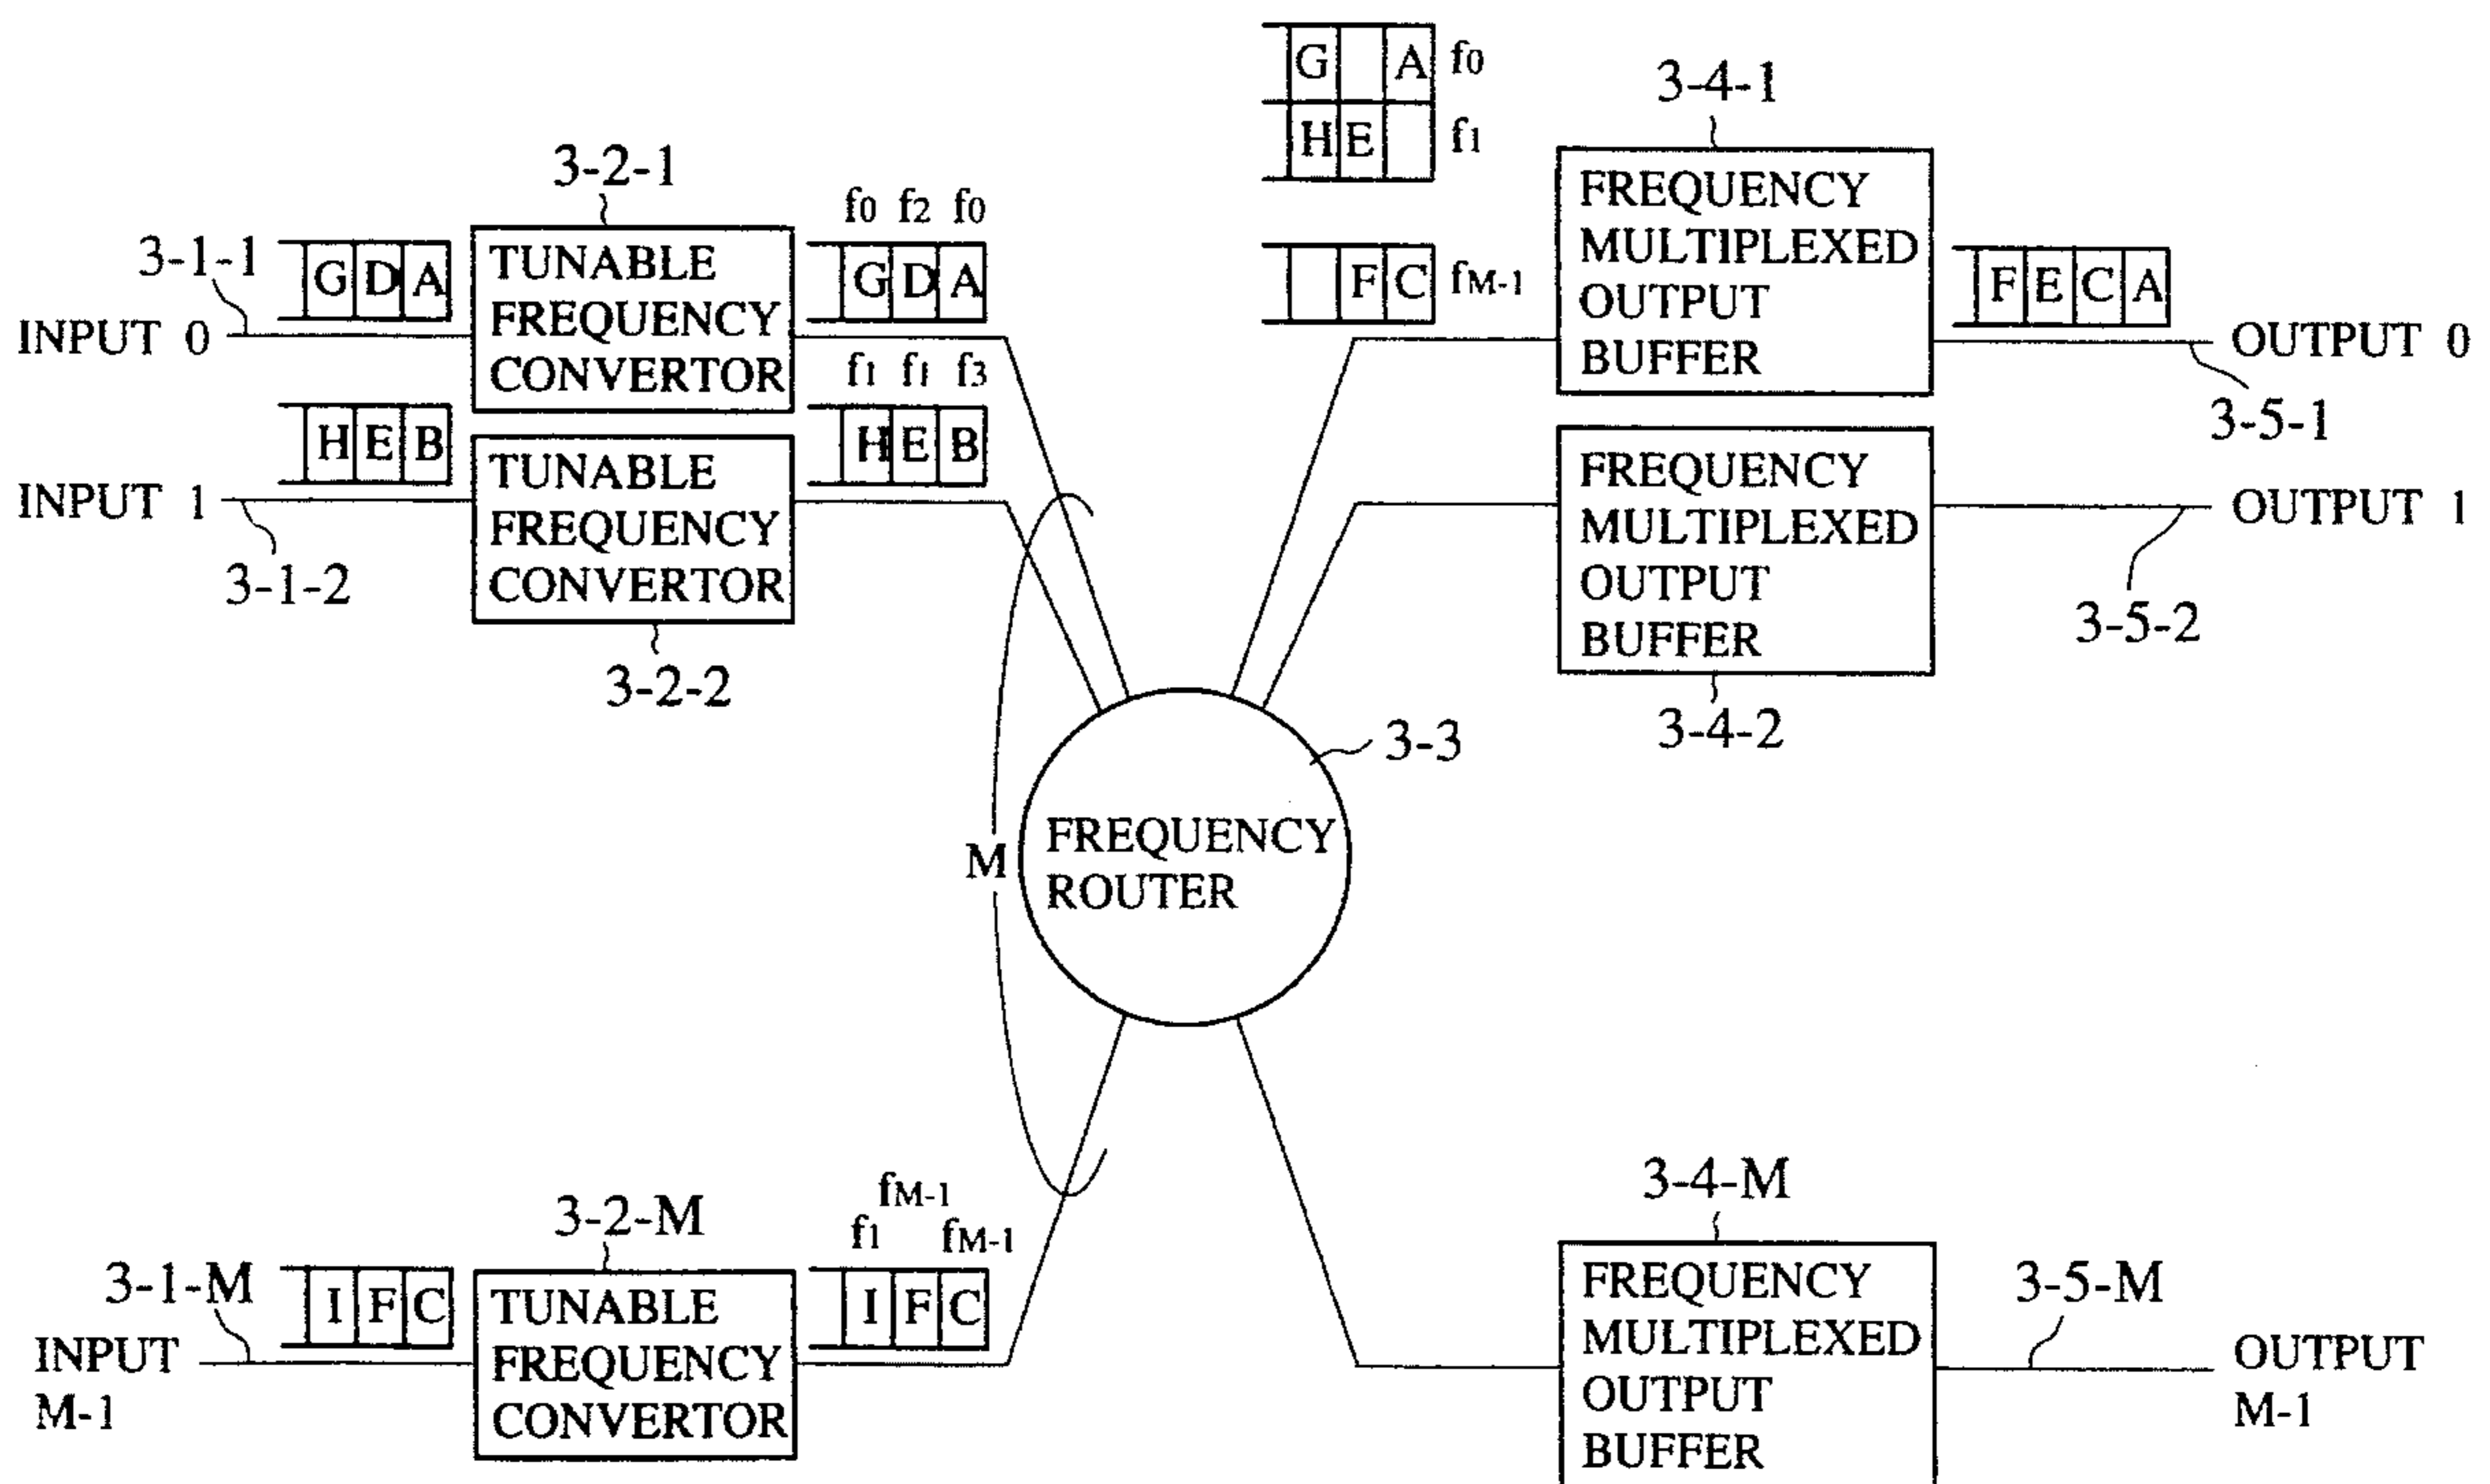 G A f0
H E f1
F C fM-1
3-4-1
FREQUENCY
MULTIPLEXED
OUTPUT
BUFFER
F E C A
OUTPUT 0
3-5-1
3-2-1
f0 f2 f0
3-1-1
G D A
TUNABLE
FREQUENCY
CONVERTOR
G D A
INPUT 0
f1 f1 f3
H E B
TUNABLE
FREQUENCY
CONVERTOR
H E B
INPUT 1
3-1-2
3-2-2
FREQUENCY
MULTIPLEXED
OUTPUT
BUFFER
OUTPUT 1
3-5-2
3-4-2
3-3
M
FREQUENCY
ROUTER
3-2-M
fM-1
f1 fM-1
3-1-M
I F C
TUNABLE
FREQUENCY
CONVERTOR
I F C
INPUT
M-1
3-4-M
FREQUENCY
MULTIPLEXED
OUTPUT
BUFFER
3-5-M
OUTPUT
M-1